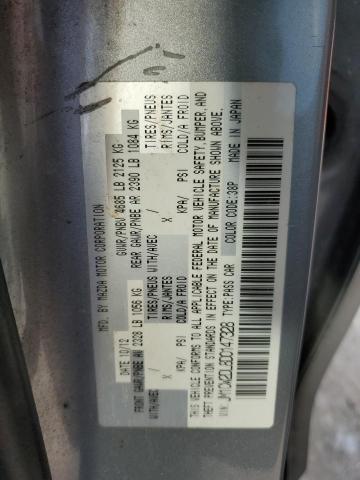 MFD BY MAZDA MOTOR CORPORATION
DATE 10/12 GVWR/PNBV 4685 LB 2125 KG
FRONT GAWR/PNBE AV 2328 LB 1056 KG REAR GAWR/PNBE AR 2390 LB 1084 KG
WITH/AVEC / TIRES/PNEUS WITH/AVEC / TIRES/PNEUS
X RIMS/JANTES X RIMS/JANTES
KPA/ PSI COLD/A FROID KPA/ PSI COLD/A FROID
THIS VEHICLE CONFORMS TO ALL APPLICABLE FEDERAL MOTOR VEHICLE SAFETY, BUMPER, AND
THEFT PREVENTION STANDARDS IN EFFECT ON THE DATE OF MANUFACTURE SHOWN ABOVE.
VIN: JM1CW2DL8D0147328 COLOR CODE:38P
TYPE:PASS CAR MADE IN JAPAN